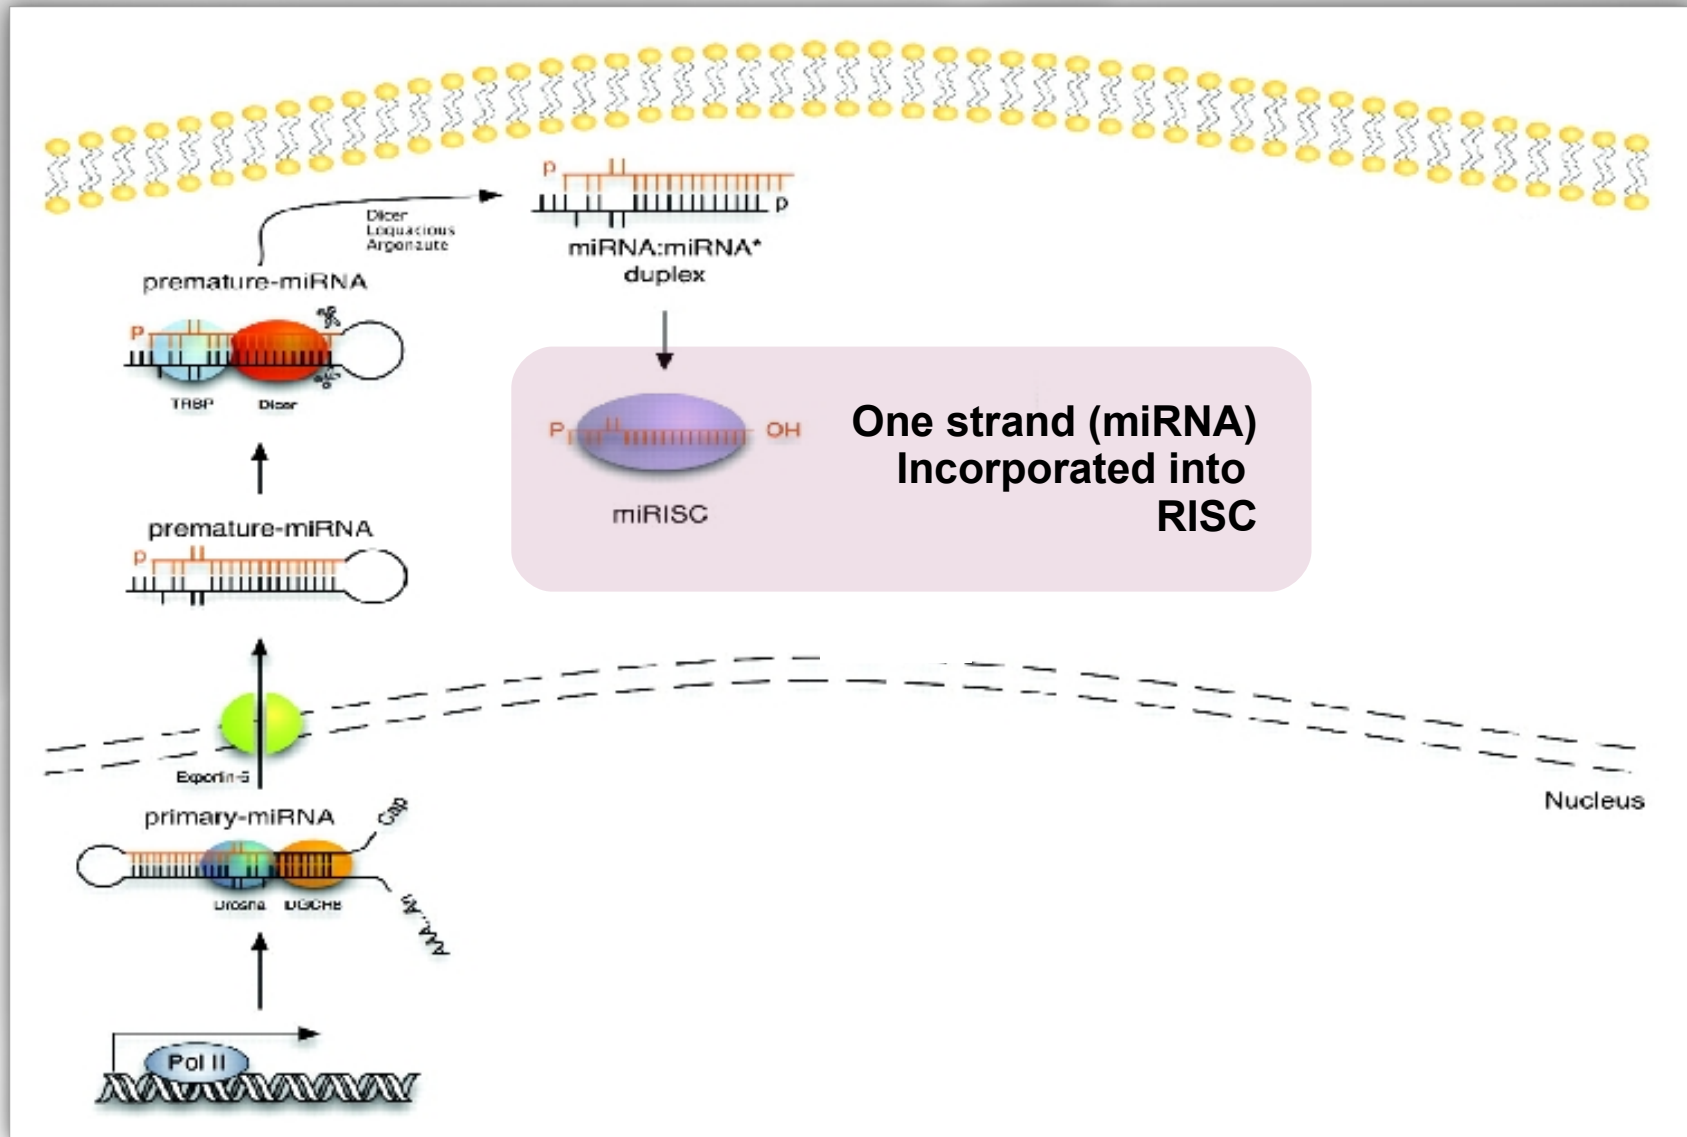 p
p
Dicer
Loquacious
Argonaute
miRNA:miRNA*
duplex
premature-miRNA
P
TRBP
Dicer
P
OH
miRISC
One strand (miRNA)
Incorporated into
RISC
premature-miRNA
p
Exportin-5
Nucleus
primary-miRNA
Cap
Drosha
DGCR8
AAA...An
Pol II